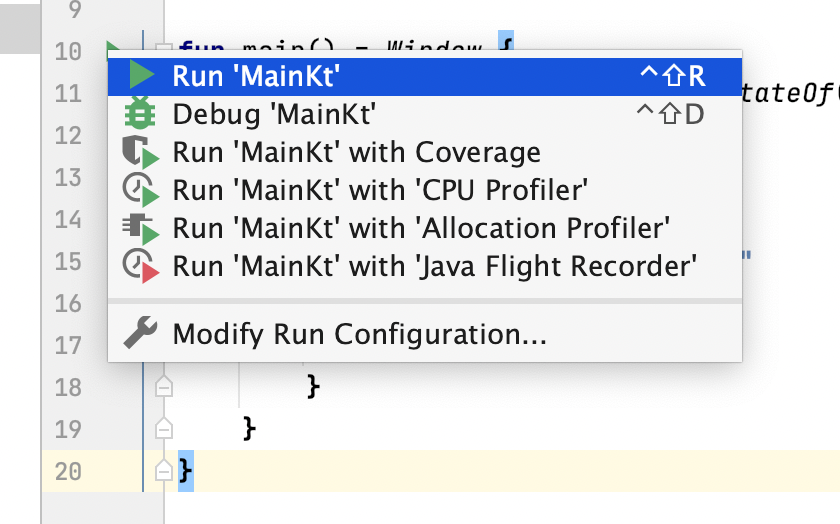 9
10 fun main() = Window {
Run 'MainKt' ^⇧R
11 tateOf(
Debug 'MainKt' ^⇧D
12
Run 'MainKt' with Coverage
13
Run 'MainKt' with 'CPU Profiler'
14
Run 'MainKt' with 'Allocation Profiler'
15 "
Run 'MainKt' with 'Java Flight Recorder'
16
17
Modify Run Configuration...
18 }
19 }
20 }